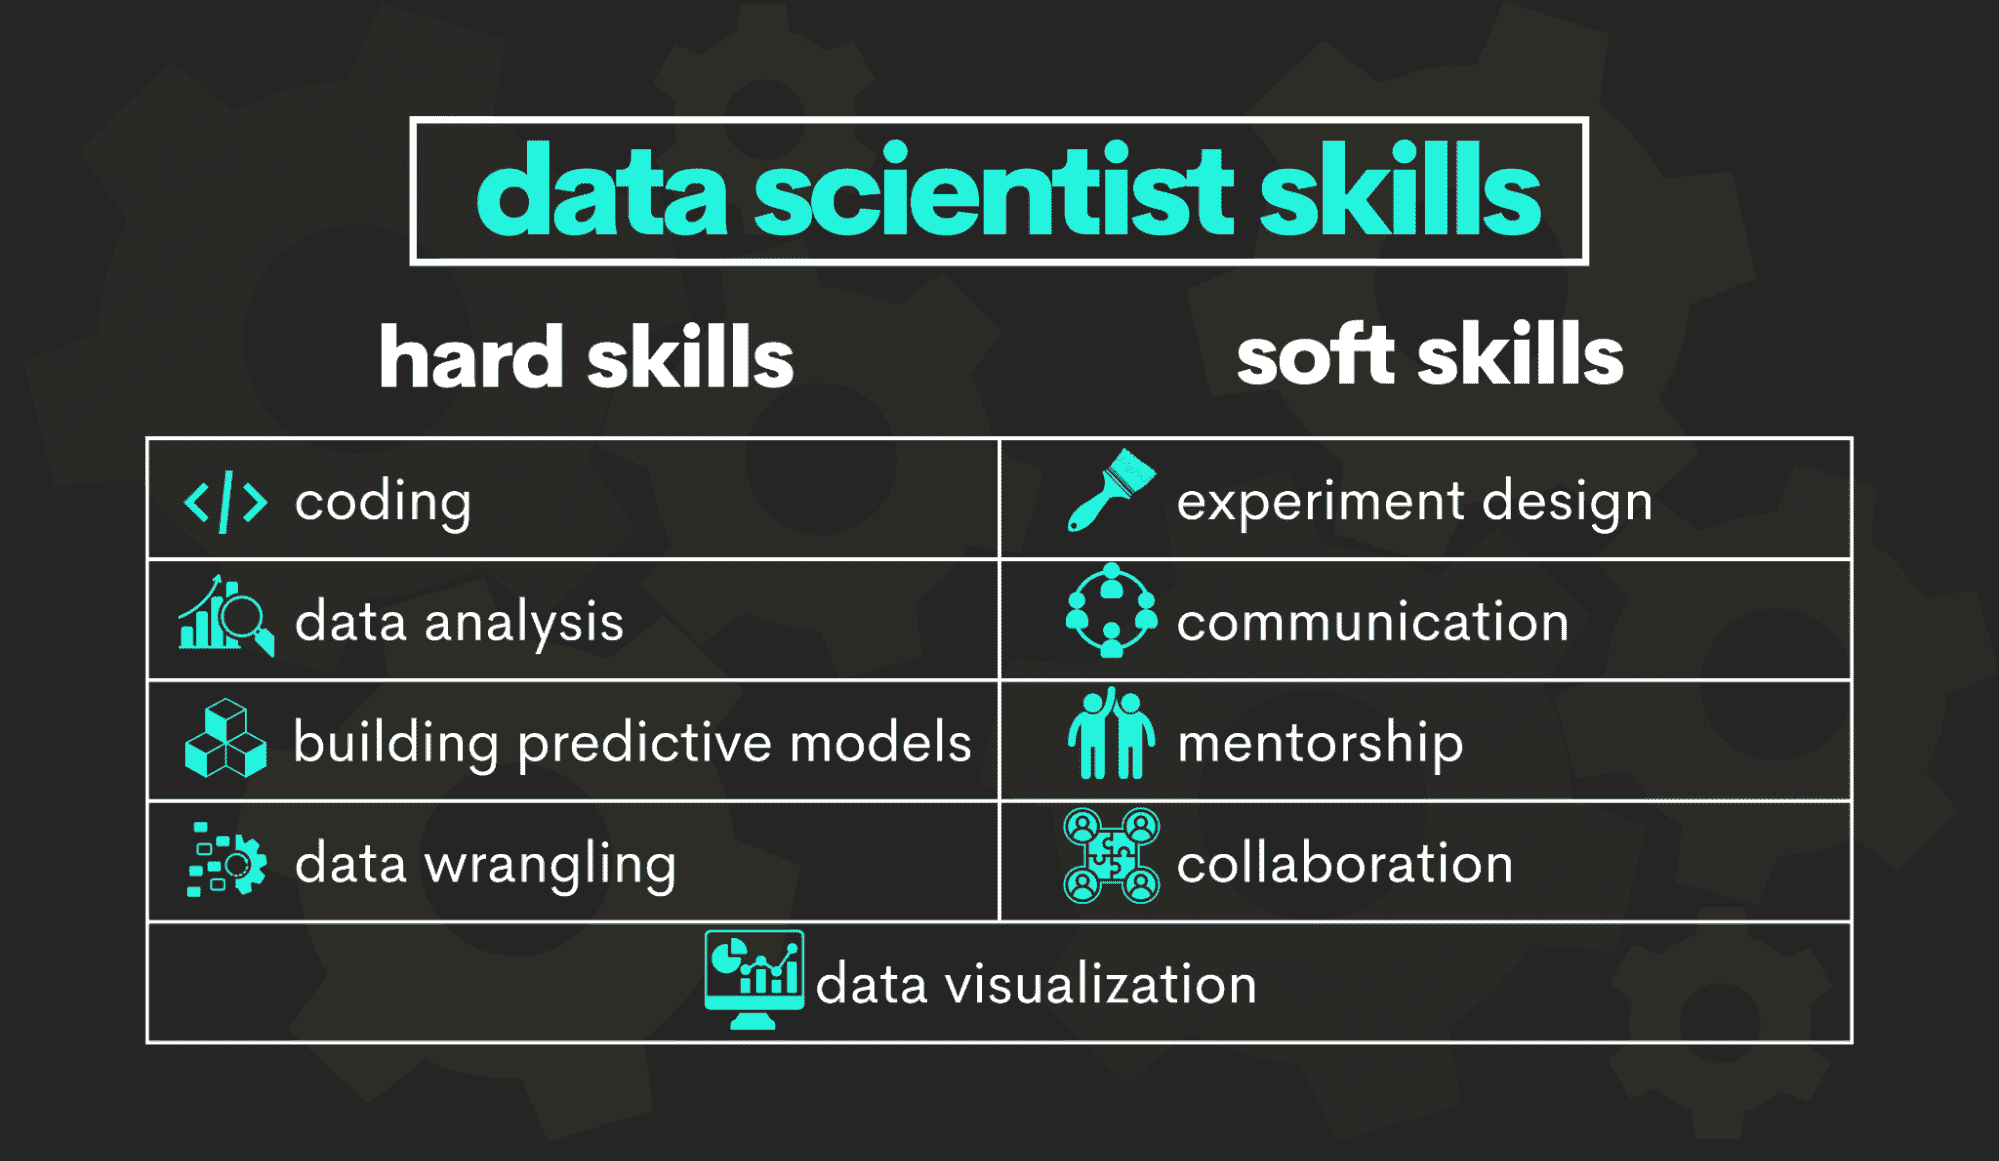 data scientist skills
hard skills
soft skills
coding
experiment design
data analysis
communication
building predictive models
mentorship
data wrangling
collaboration
data visualization